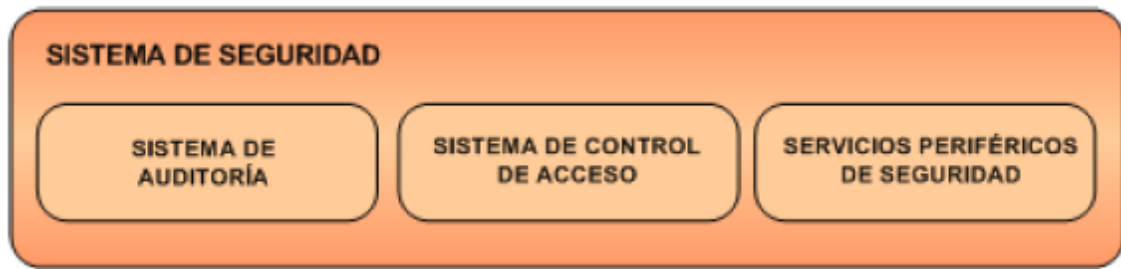 SISTEMA DE SEGURIDAD
SISTEMA DE
AUDITORÍA
SISTEMA DE CONTROL
DE ACCESO
SERVICIOS PERIFÉRICOS
DE SEGURIDAD